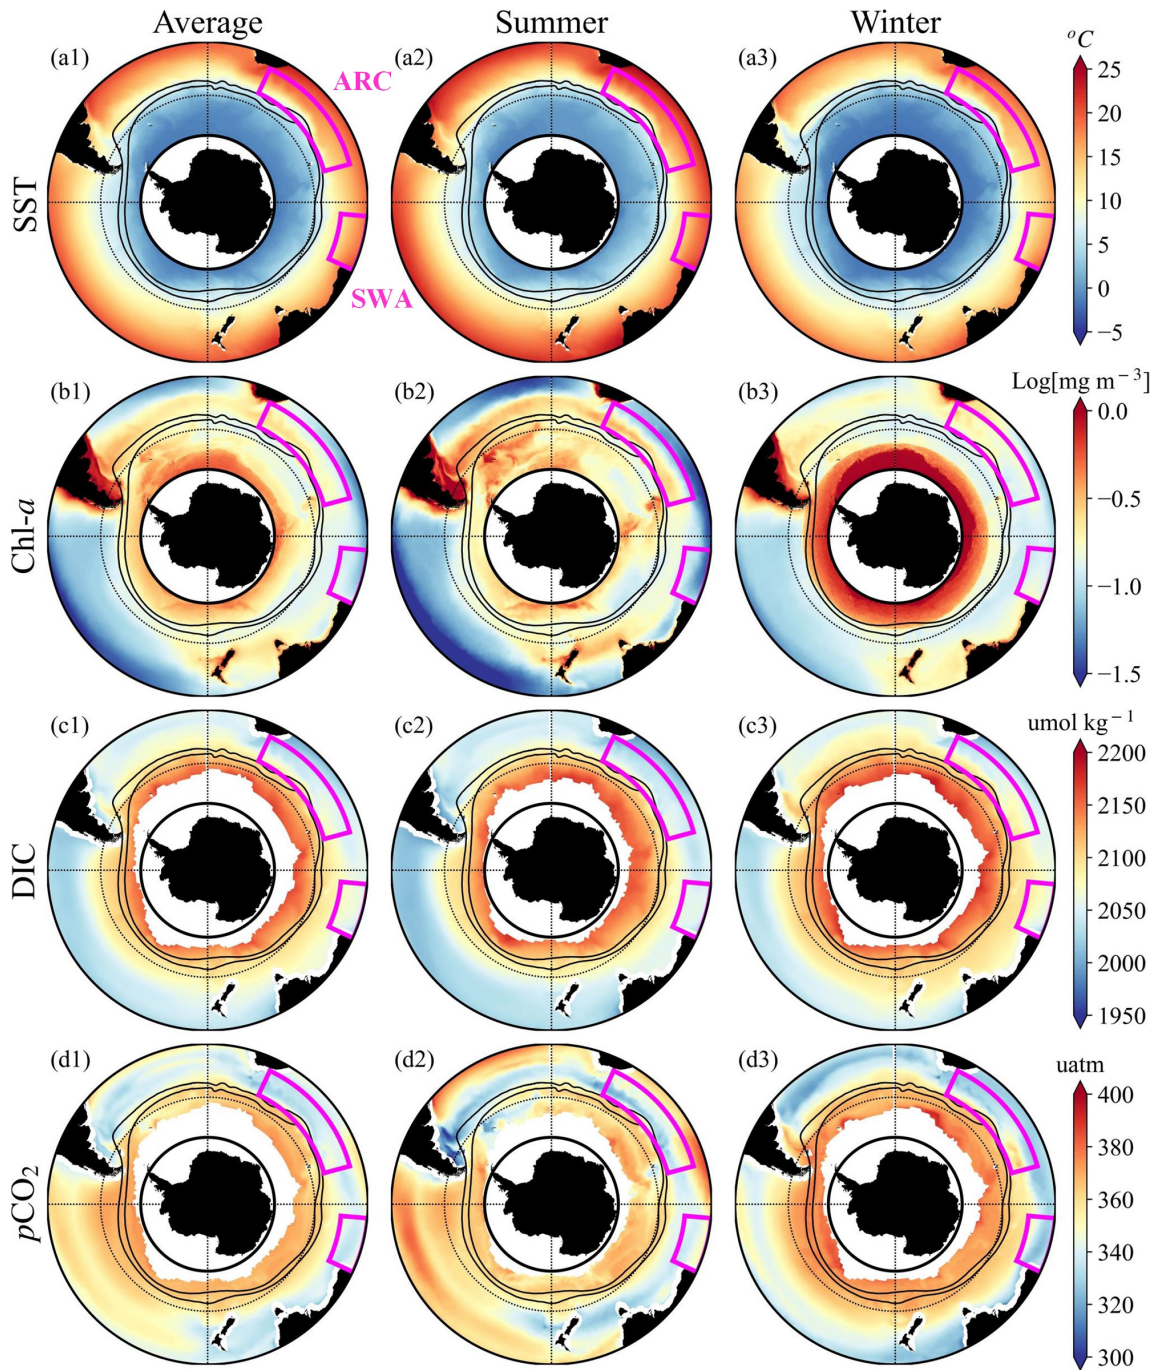 Average Summer Winter
(a1) (a2) (a3) °C
ARC
SWA
SST
25
20
15
10
5
0
−5
(b1) (b2) (b3) Log[mg m⁻³]
Chl-a
0.0
−0.5
−1.0
−1.5
(c1) (c2) (c3) umol kg⁻¹
DIC
2200
2150
2100
2050
2000
1950
(d1) (d2) (d3) uatm
pCO₂
400
380
360
340
320
300